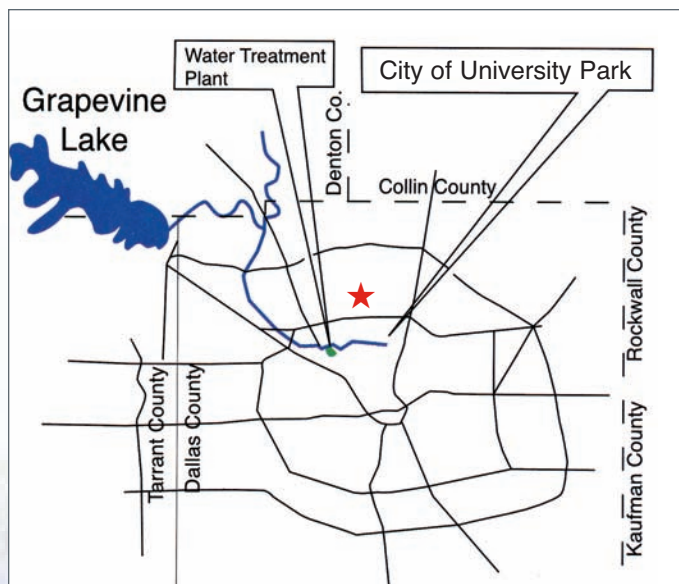 Water Treatment
Plant
City of University Park
Grapevine
Lake
Denton Co.
Collin County
Rockwall County
Tarrant County
Dallas County
Kaufman County